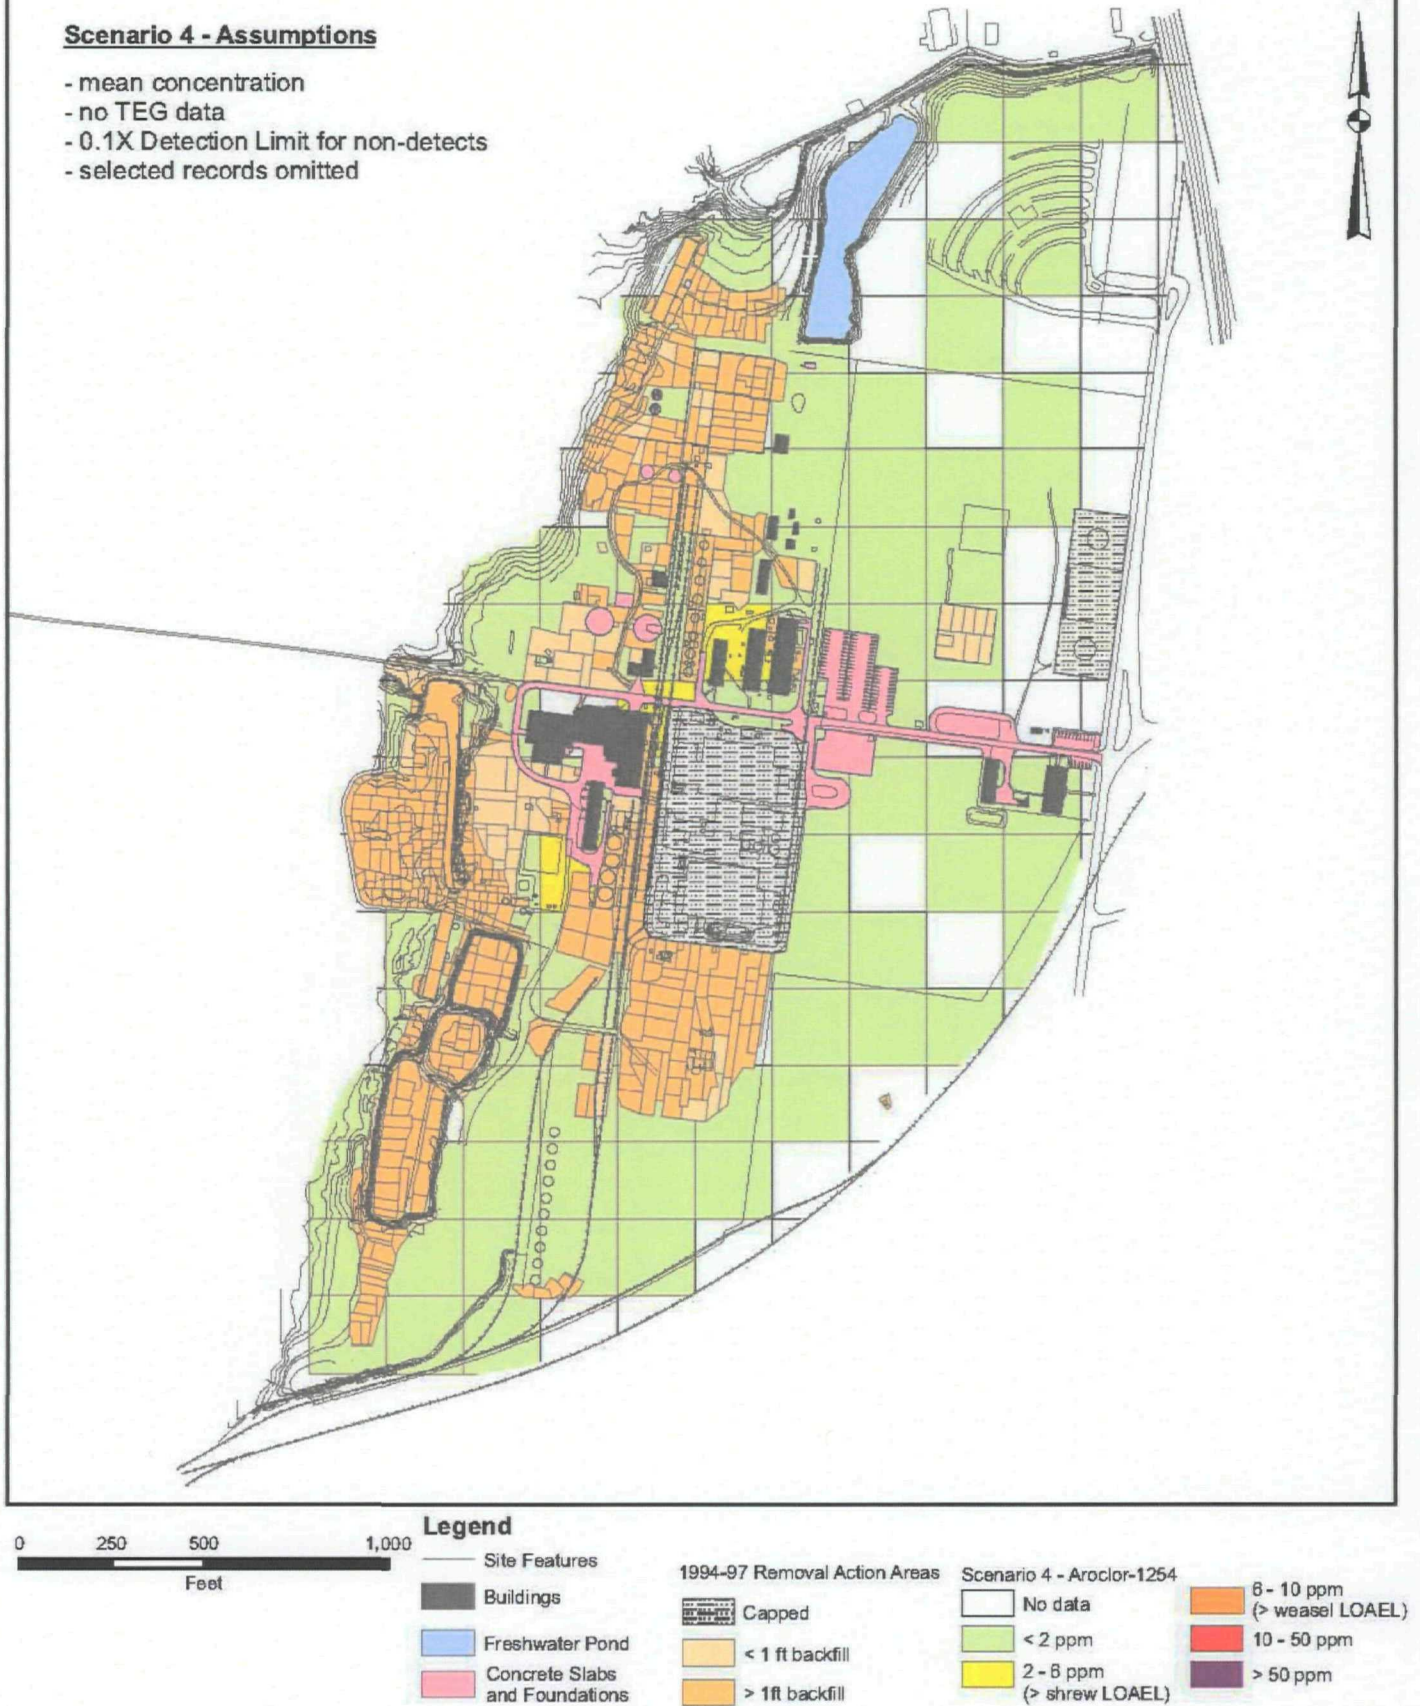 Scenario 4 - Assumptions
- mean concentration
- no TEG data
- 0.1X Detection Limit for non-detects
- selected records omitted
0 250 500 1,000
Feet
Legend
Site Features
Buildings
Freshwater Pond
Concrete Slabs
and Foundations
1994-97 Removal Action Areas
Capped
< 1 ft backfill
> 1ft backfill
Scenario 4 - Aroclor-1254
No data
< 2 ppm
2 - 6 ppm
(> shrew LOAEL)
6 - 10 ppm
(> weasel LOAEL)
10 - 50 ppm
> 50 ppm